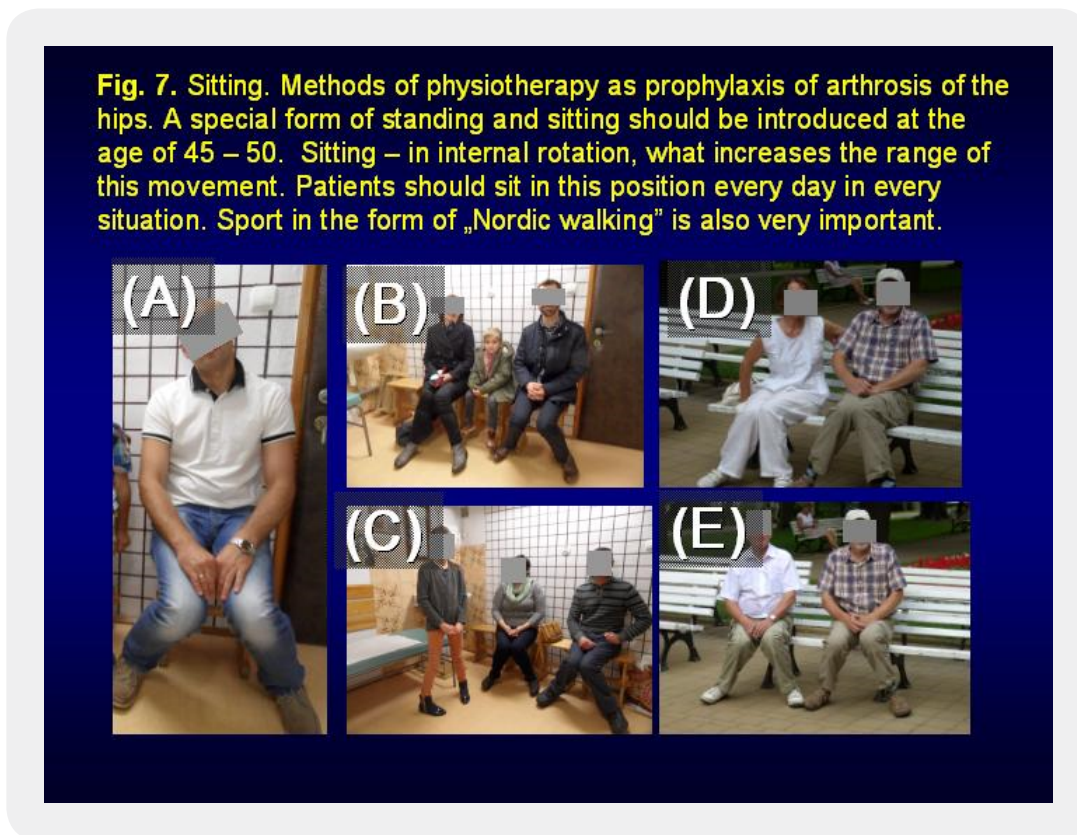 Fig. 7. Sitting. Methods of physiotherapy as prophylaxis of arthrosis of the
hips. A special form of standing and sitting should be introduced at the
age of 45 – 50.  Sitting – in internal rotation, what increases the range of
this movement. Patients should sit in this position every day in every
situation. Sport in the form of „Nordic walking” is also very important.
(A)
(B)
(D)
(C)
(E)